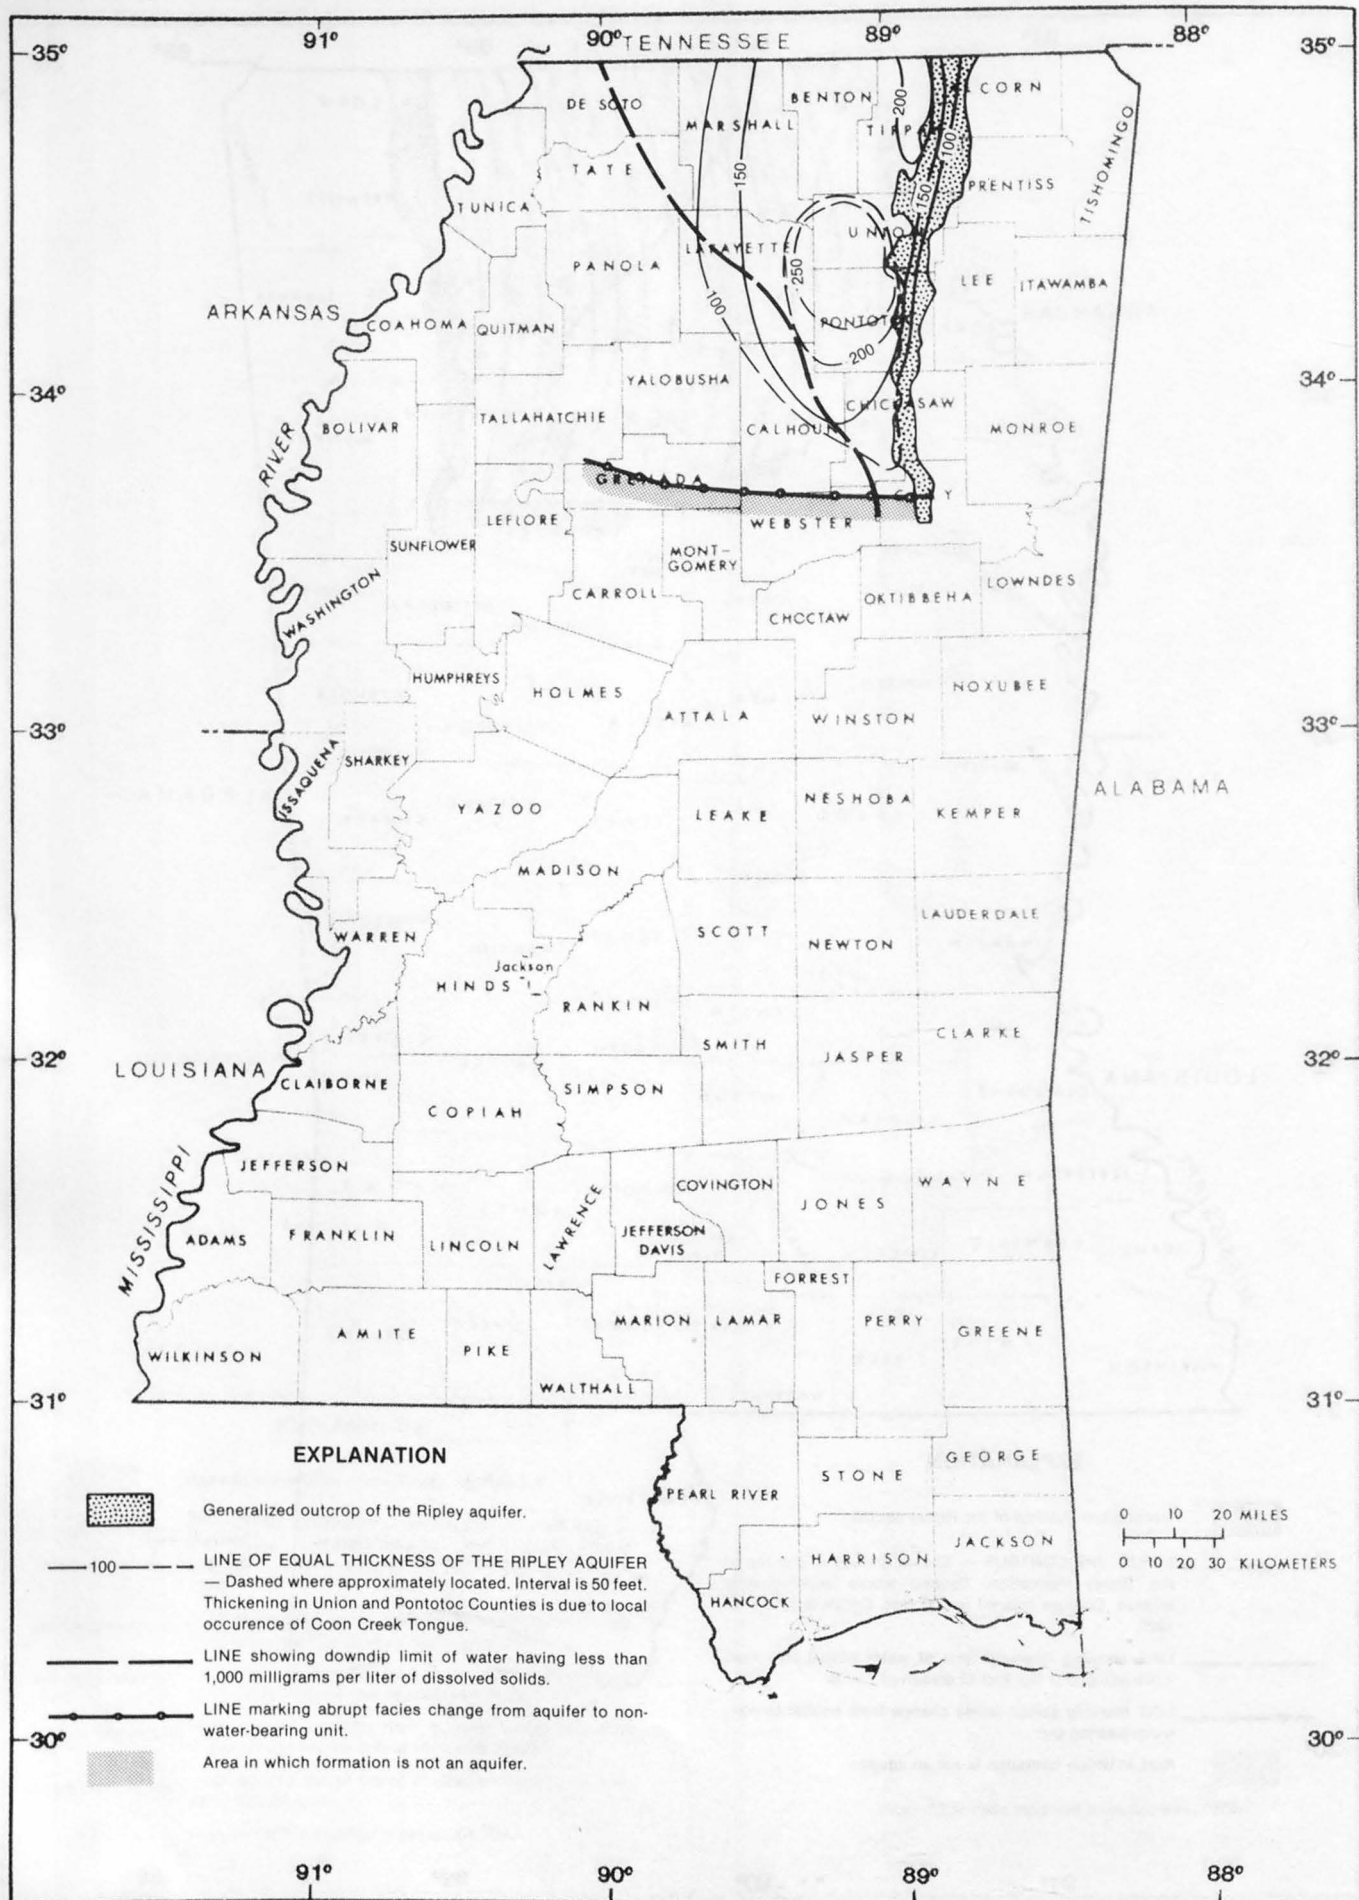 91° 90° 89° 88°
35° TENNESSEE 35°
DE SOTO
MARSHALL
BENTON
200
ALCORN
TIPPA
100
TISHOMINGO
TATE
150
150
PRENTISS
TUNICA
UNION
LAFAYETTE
PANOLA
250
LEE
ITAWAMBA
ARKANSAS
COAHOMA
QUITMAN
100
PONTOT
200
34° 34°
YALOBUSHA
CHICKASAW
BOLIVAR
TALLAHATCHIE
CALHOUN
MONROE
RIVER
GRENADA
C Y
LEFLORE
WEBSTER
SUNFLOWER
MONT-
GOMERY
WASHINGTON
CARROLL
OKTIBBEHA
LOWNDES
CHOCTAW
HUMPHREYS
HOLMES
NOXUBEE
ATTALA
WINSTON
33° 33°
ISSAQUENA
SHARKEY
YAZOO
LEAKE
NESHOBA
KEMPER
ALABAMA
MADISON
WARREN
SCOTT
NEWTON
LAUDERDALE
Jackson
HINDS
RANKIN
CLARKE
SMITH
JASPER
32° 32°
LOUISIANA
CLAIBORNE
SIMPSON
COPIAH
MISSISSIPPI
JEFFERSON
COVINGTON
JONES
WAYNE
ADAMS
FRANKLIN
LINCOLN
LAWRENCE
JEFFERSON
DAVIS
FORREST
MARION
LAMAR
PERRY
GREENE
WILKINSON
AMITE
PIKE
WALTHALL
31° 31°
EXPLANATION
GEORGE
STONE
PEARL RIVER
Generalized outcrop of the Ripley aquifer.
0 10 20 MILES
0 10 20 30 KILOMETERS
JACKSON
HARRISON
HANCOCK
100 LINE OF EQUAL THICKNESS OF THE RIPLEY AQUIFER
— Dashed where approximately located. Interval is 50 feet.
Thickening in Union and Pontotoc Counties is due to local
occurence of Coon Creek Tongue.
LINE showing downdip limit of water having less than
1,000 milligrams per liter of dissolved solids.
LINE marking abrupt facies change from aquifer to non-
water-bearing unit.
30° 30°
Area in which formation is not an aquifer.
91° 90° 89° 88°